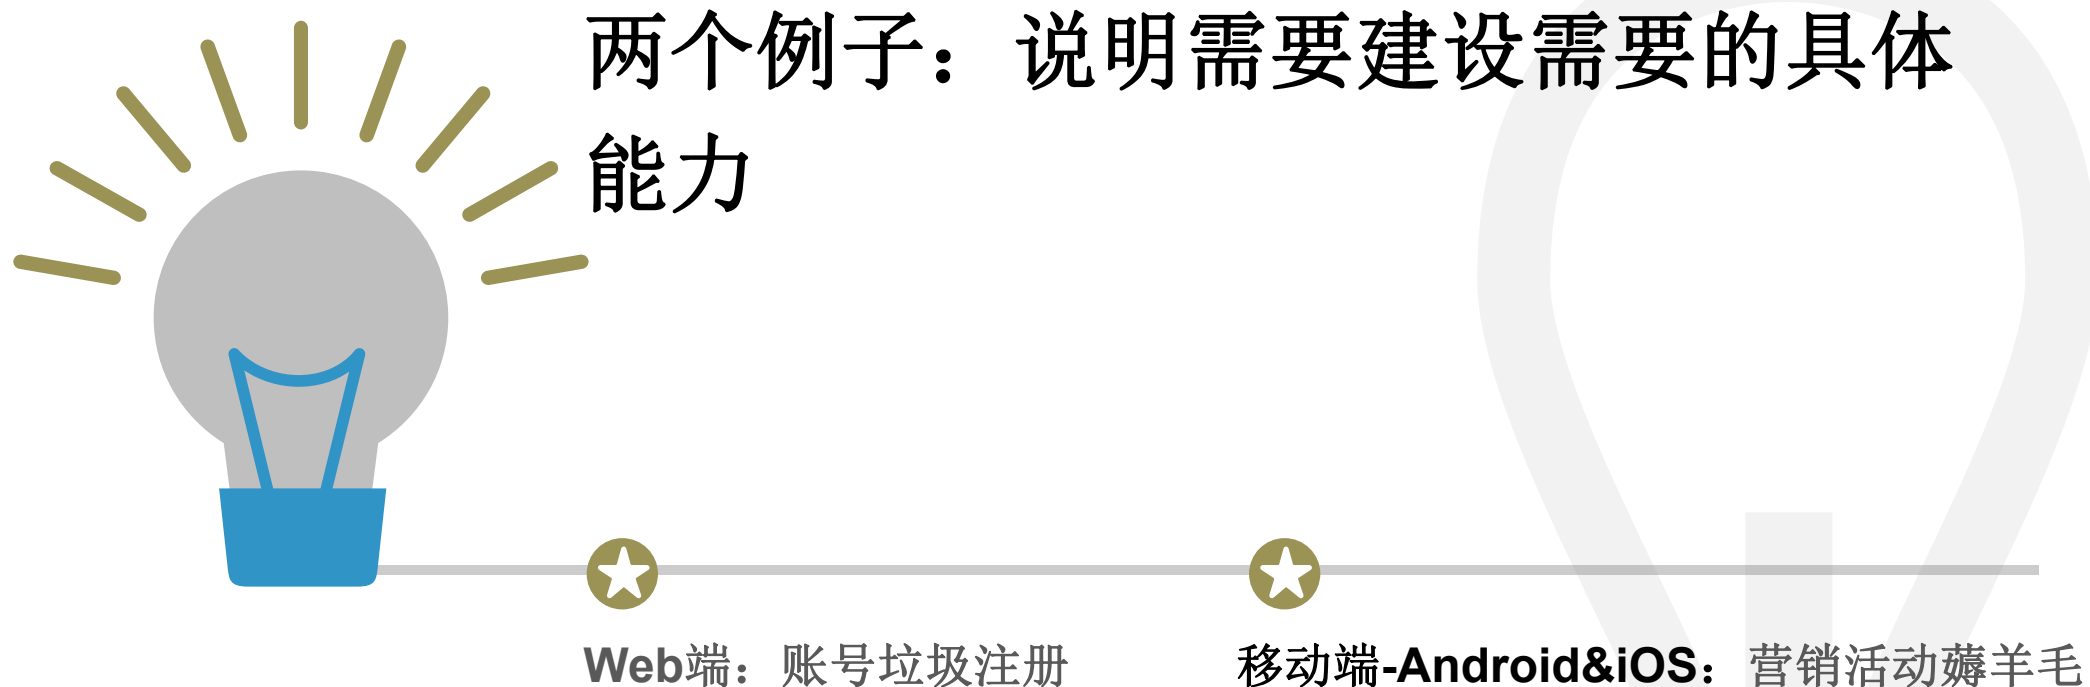 两个例子：说明需要建设需要的具体
能力
Web端：账号垃圾注册
移动端-Android&iOS：营销活动薅羊毛